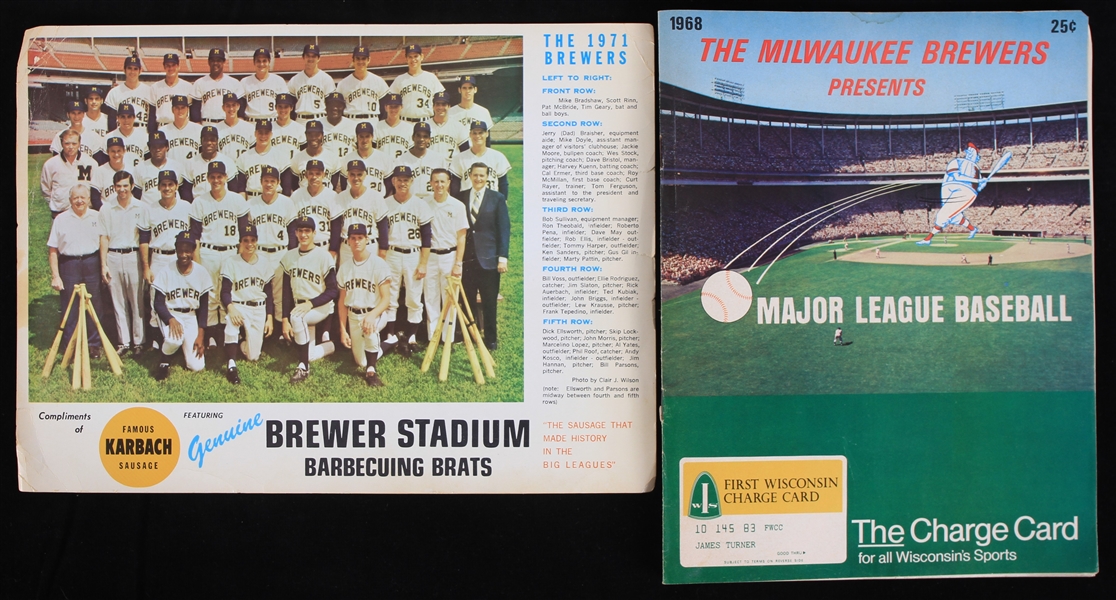 THE 1971
BREWERS
LEFT TO RIGHT:
FRONT ROW:
Mike Bradshaw, Scott Rinn,
Pat McBride, Tim Geary, bat and
ball boys.
SECOND ROW:
Jerry (Dad) Braisher, equipment
aide; Mike Doyle, assistant man-
ager of visitors' clubhouse; Jackie
Moore, bullpen coach; Wes Stock,
pitching coach; Dave Bristol, man-
ager; Harvey Kuenn, batting coach;
Cal Ermer, third base coach; Roy
McMillan, first base coach; Curt
Rayer, trainer; Tom Ferguson,
assistant to the president and
traveling secretary.
THIRD ROW:
Bob Sullivan, equipment manager;
Ron Theobald, infielder; Roberto
Pena, infielder; Dave May out-
fielder; Rob Ellis, infielder - out-
fielder; Tommy Harper, outfielder;
Ken Sanders, pitcher; Gus Gil in-
fielder; Marty Pattin, pitcher.
FOURTH ROW:
Bill Voss, outfielder; Ellie Rodriguez,
catcher; Jim Slaton, pitcher; Rick
Auerbach, infielder; Ted Kubiak,
infielder; John Briggs, infielder-
outfielder; Lew Krausse, pitcher;
Frank Tepedino, infielder.
FIFTH ROW:
Dick Ellsworth, pitcher; Skip Lock-
wood, pitcher; John Morris, pitcher;
Marcelino Lopez, pitcher; Al Yates,
outfielder; Phil Roof, catcher; Andy
Kosco, infielder - outfielder; Jim
Hannan, pitcher; Bill Parsons,
pitcher.
Photo by Clair J. Wilson
(note: Ellsworth and Parsons are
midway between fourth and fifth
rows)
Compliments
of
FAMOUS
KARBACH
SAUSAGE
FEATURING
Genuine
BREWER STADIUM
BARBECUING BRATS
"THE SAUSAGE THAT
MADE HISTORY
IN THE
BIG LEAGUES"
1968
25¢
THE MILWAUKEE BREWERS
PRESENTS
MAJOR LEAGUE BASEBALL
WIS
FIRST WISCONSIN
CHARGE CARD
10 145 83 FWCC
JAMES TURNER
GOOD THRU
SUBJECT TO TERMS ON REVERSE SIDE
The Charge Card
for all Wisconsin's Sports